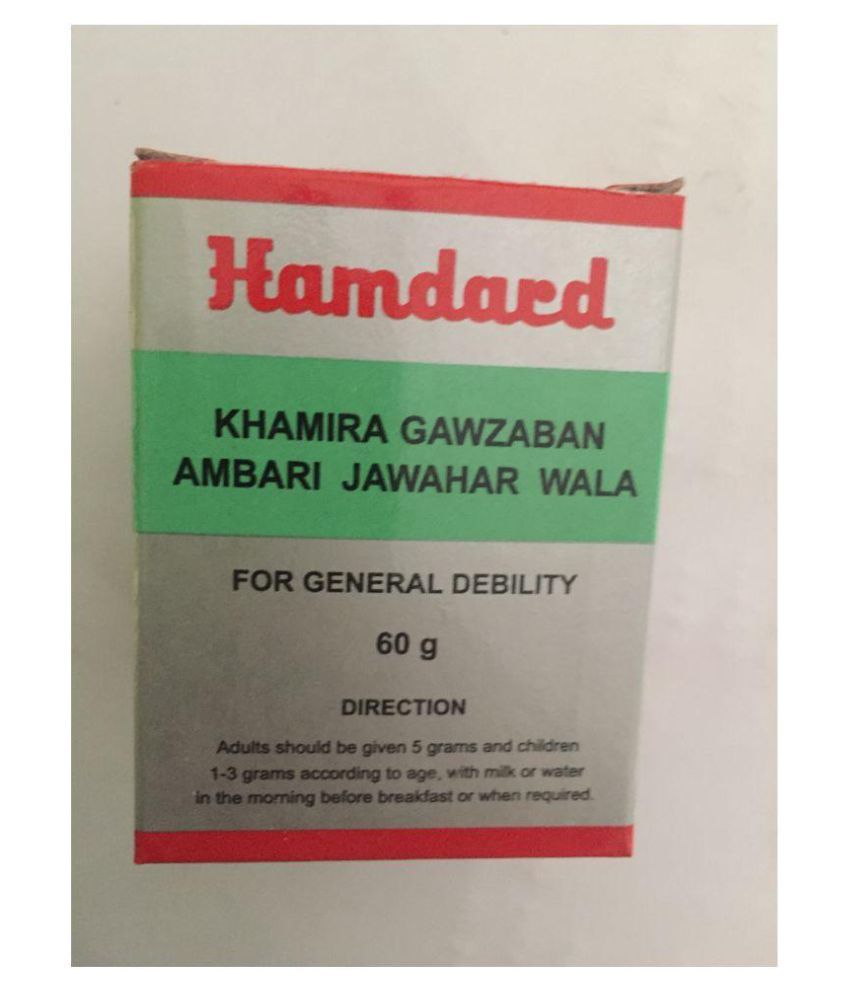 Hamdard
KHAMIRA GAWZABAN
AMBARI JAWAHAR WALA
FOR GENERAL DEBILITY
60 g
DIRECTION
Adults should be given 5 grams and children
1-3 grams according to age, with milk or water
in the morning before breakfast or when required.